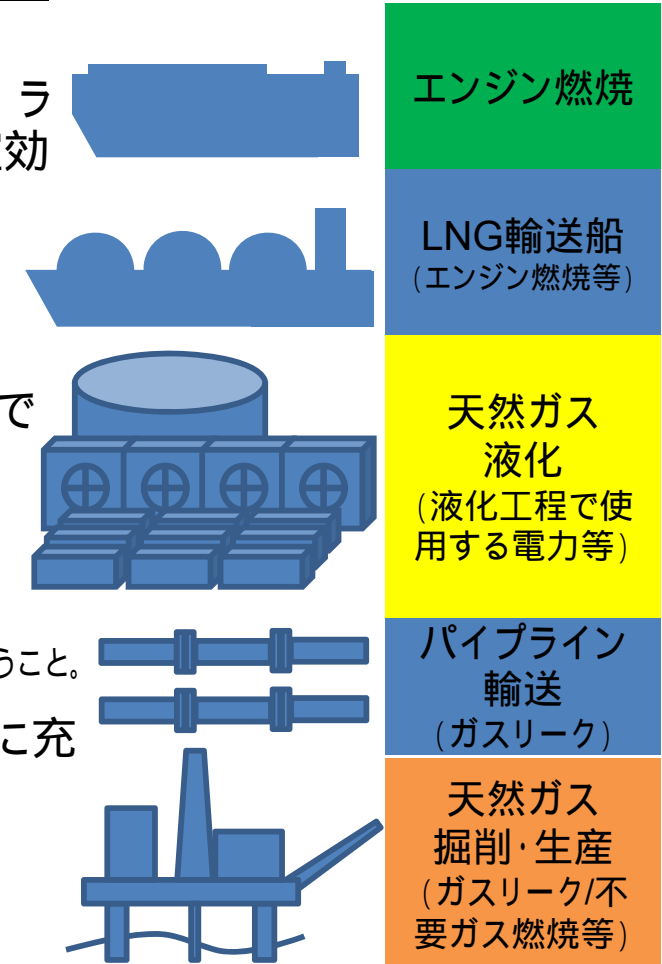 ラ
効
エンジン燃焼
LNG輸送船
(エンジン燃焼等)
で
天然ガス
液化
(液化工程で使
用する電力等)
うこと。
に充
パイプライン
輸送
(ガスリーク)
天然ガス
掘削・生産
(ガスリーク/不
要ガス燃焼等)